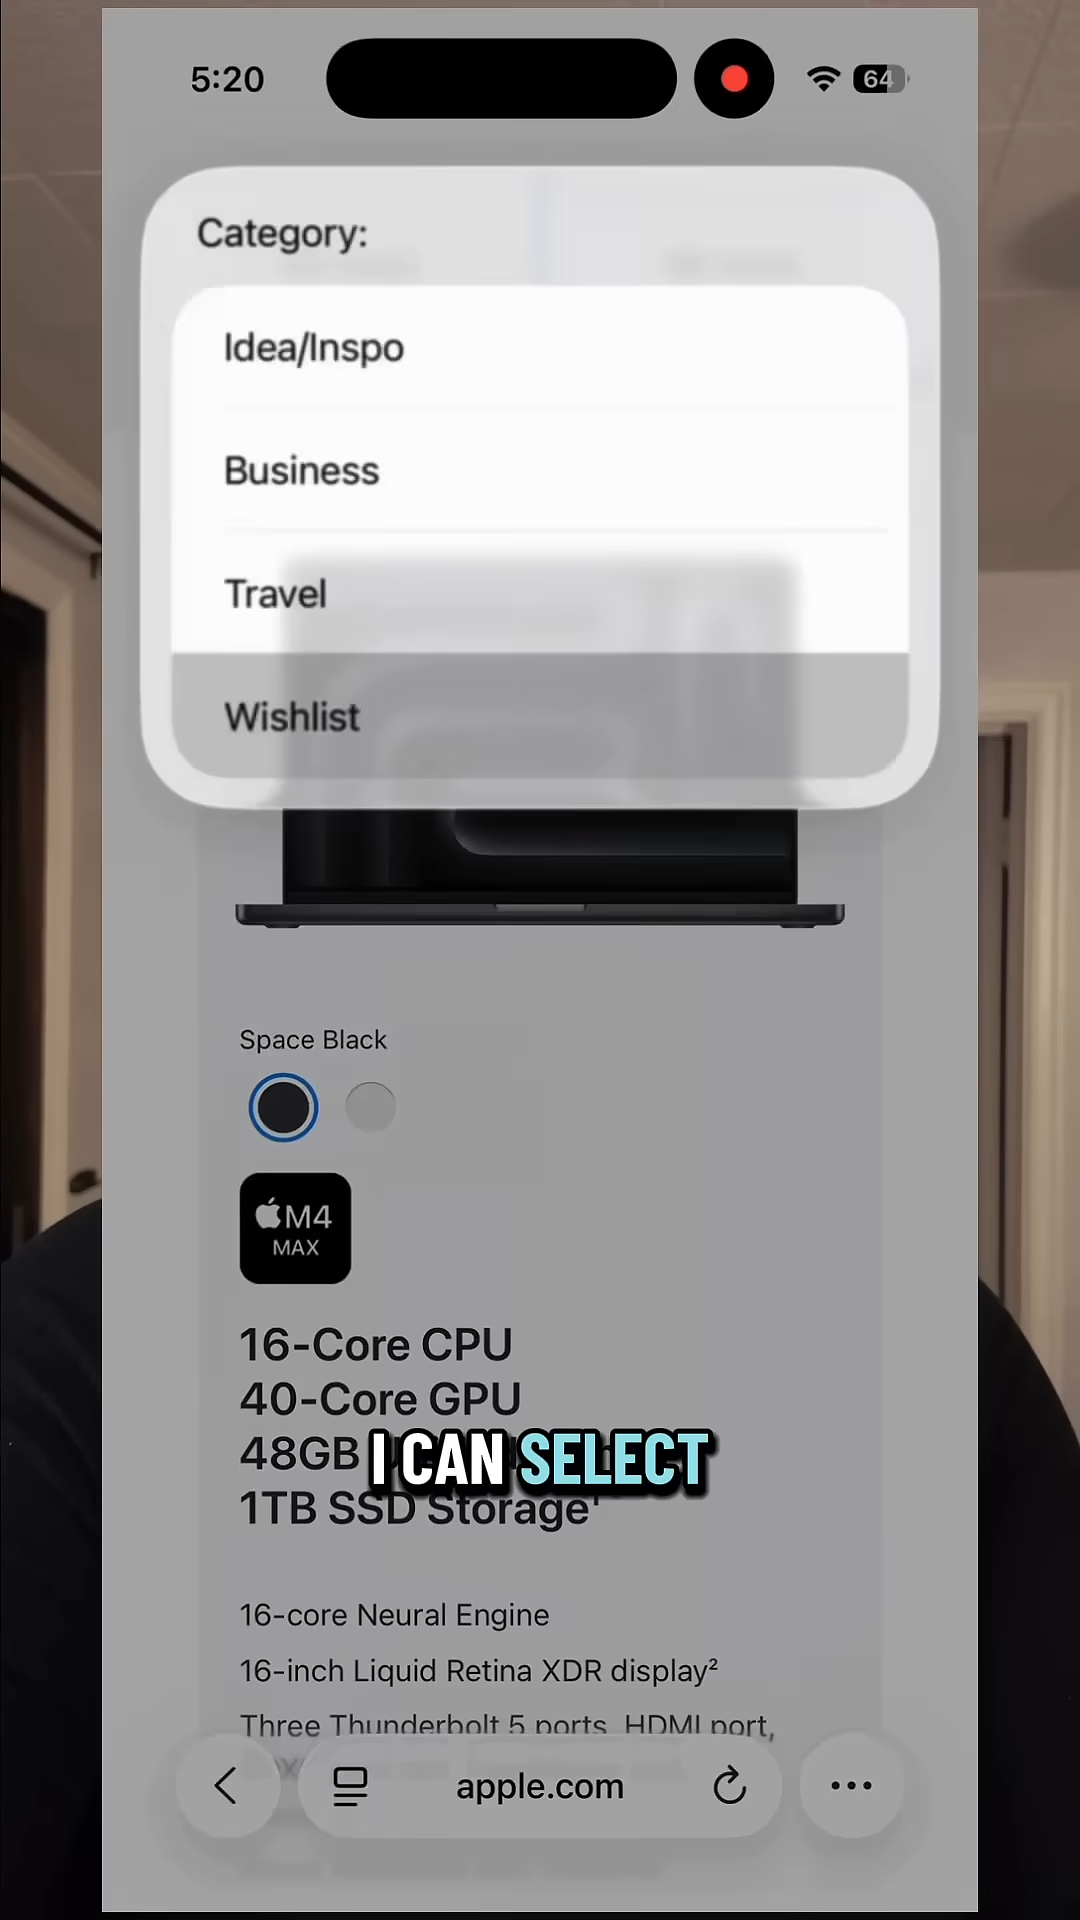 5:20
64
Category:
Idea/Inspo
Business
Travel
Wishlist
Space Black
M4
MAX
16-Core CPU
40-Core GPU
48GB
I CAN SELECT
1TB SSD Storage¹
16-core Neural Engine
16-inch Liquid Retina XDR display²
Three Thunderbolt 5 ports, HDMI port,
apple.com